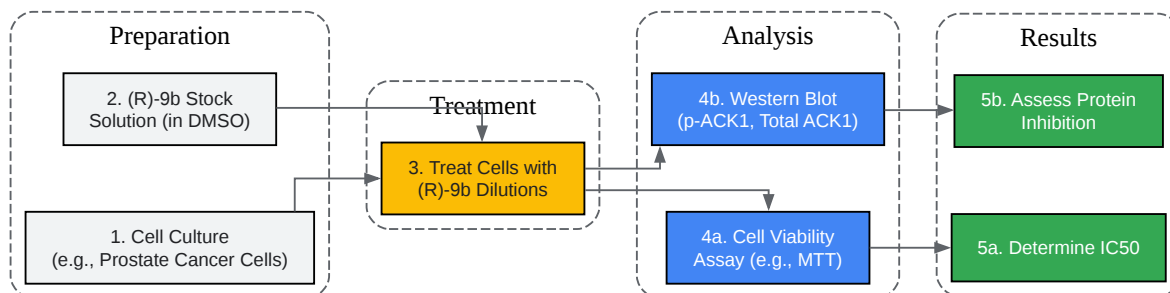 Preparation
2. (R)-9b Stock
Solution (in DMSO)
1. Cell Culture
(e.g., Prostate Cancer Cells)
Treatment
3. Treat Cells with
(R)-9b Dilutions
Analysis
4b. Western Blot
(p-ACK1, Total ACK1)
4a. Cell Viability
Assay (e.g., MTT)
Results
5b. Assess Protein
Inhibition
5a. Determine IC50